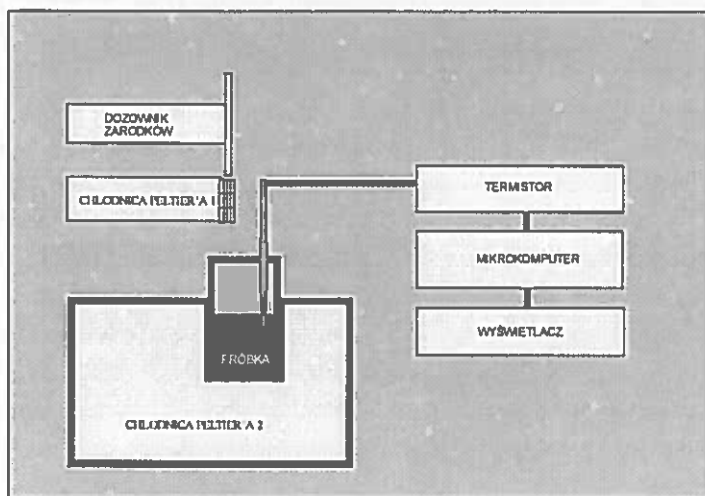 DOZOWNIK
ZARODKÓW
CHŁODNICA PELTIER'A 1
TERMISTOR
MIKROKOMPUTER
WYŚWIETLACZ
PRÓBKA
CHŁODNICA PELTIER'A 2